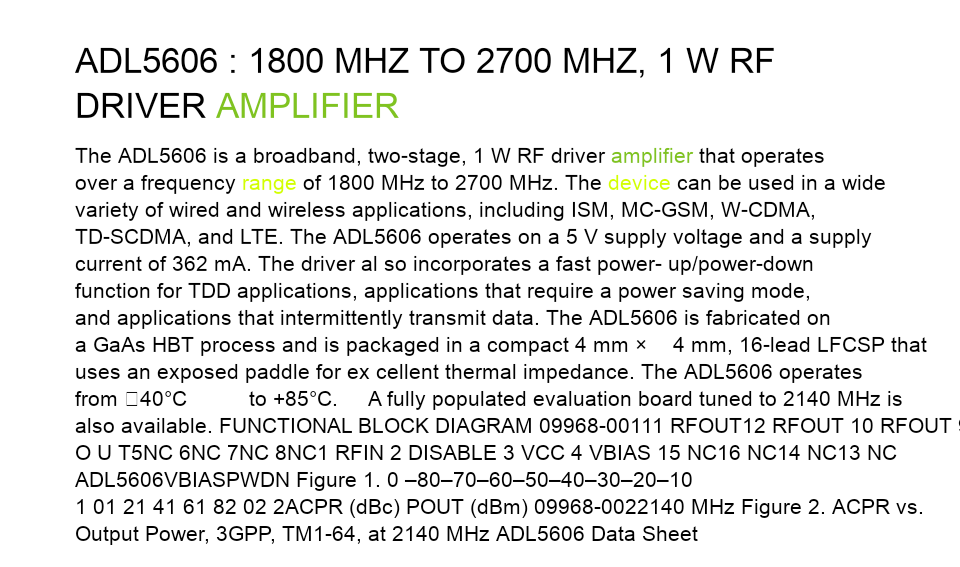 ADL5606 : 1800 MHZ TO 2700 MHZ, 1 W RF
DRIVER AMPLIFIER
The ADL5606 is a broadband, two-stage, 1 W RF driver amplifier that operates
over a frequency range of 1800 MHz to 2700 MHz. The device can be used in a wide
variety of wired and wireless applications, including ISM, MC-GSM, W-CDMA,
TD-SCDMA, and LTE. The ADL5606 operates on a 5 V supply voltage and a supply
current of 362 mA. The driver al so incorporates a fast power- up/power-down
function for TDD applications, applications that require a power saving mode,
and applications that intermittently transmit data. The ADL5606 is fabricated on
a GaAs HBT process and is packaged in a compact 4 mm × 4 mm, 16-lead LFCSP that
uses an exposed paddle for ex cellent thermal impedance. The ADL5606 operates
from 40°C to +85°C. A fully populated evaluation board tuned to 2140 MHz is
also available. FUNCTIONAL BLOCK DIAGRAM 09968-00111 RFOUT12 RFOUT 10 RFOUT
O U T5NC 6NC 7NC 8NC1 RFIN 2 DISABLE 3 VCC 4 VBIAS 15 NC16 NC14 NC13 NC
ADL5606VBIASPWDN Figure 1. 0 –80–70–60–50–40–30–20–10
1 01 21 41 61 82 02 2ACPR (dBc) POUT (dBm) 09968-0022140 MHz Figure 2. ACPR vs.
Output Power, 3GPP, TM1-64, at 2140 MHz ADL5606 Data Sheet